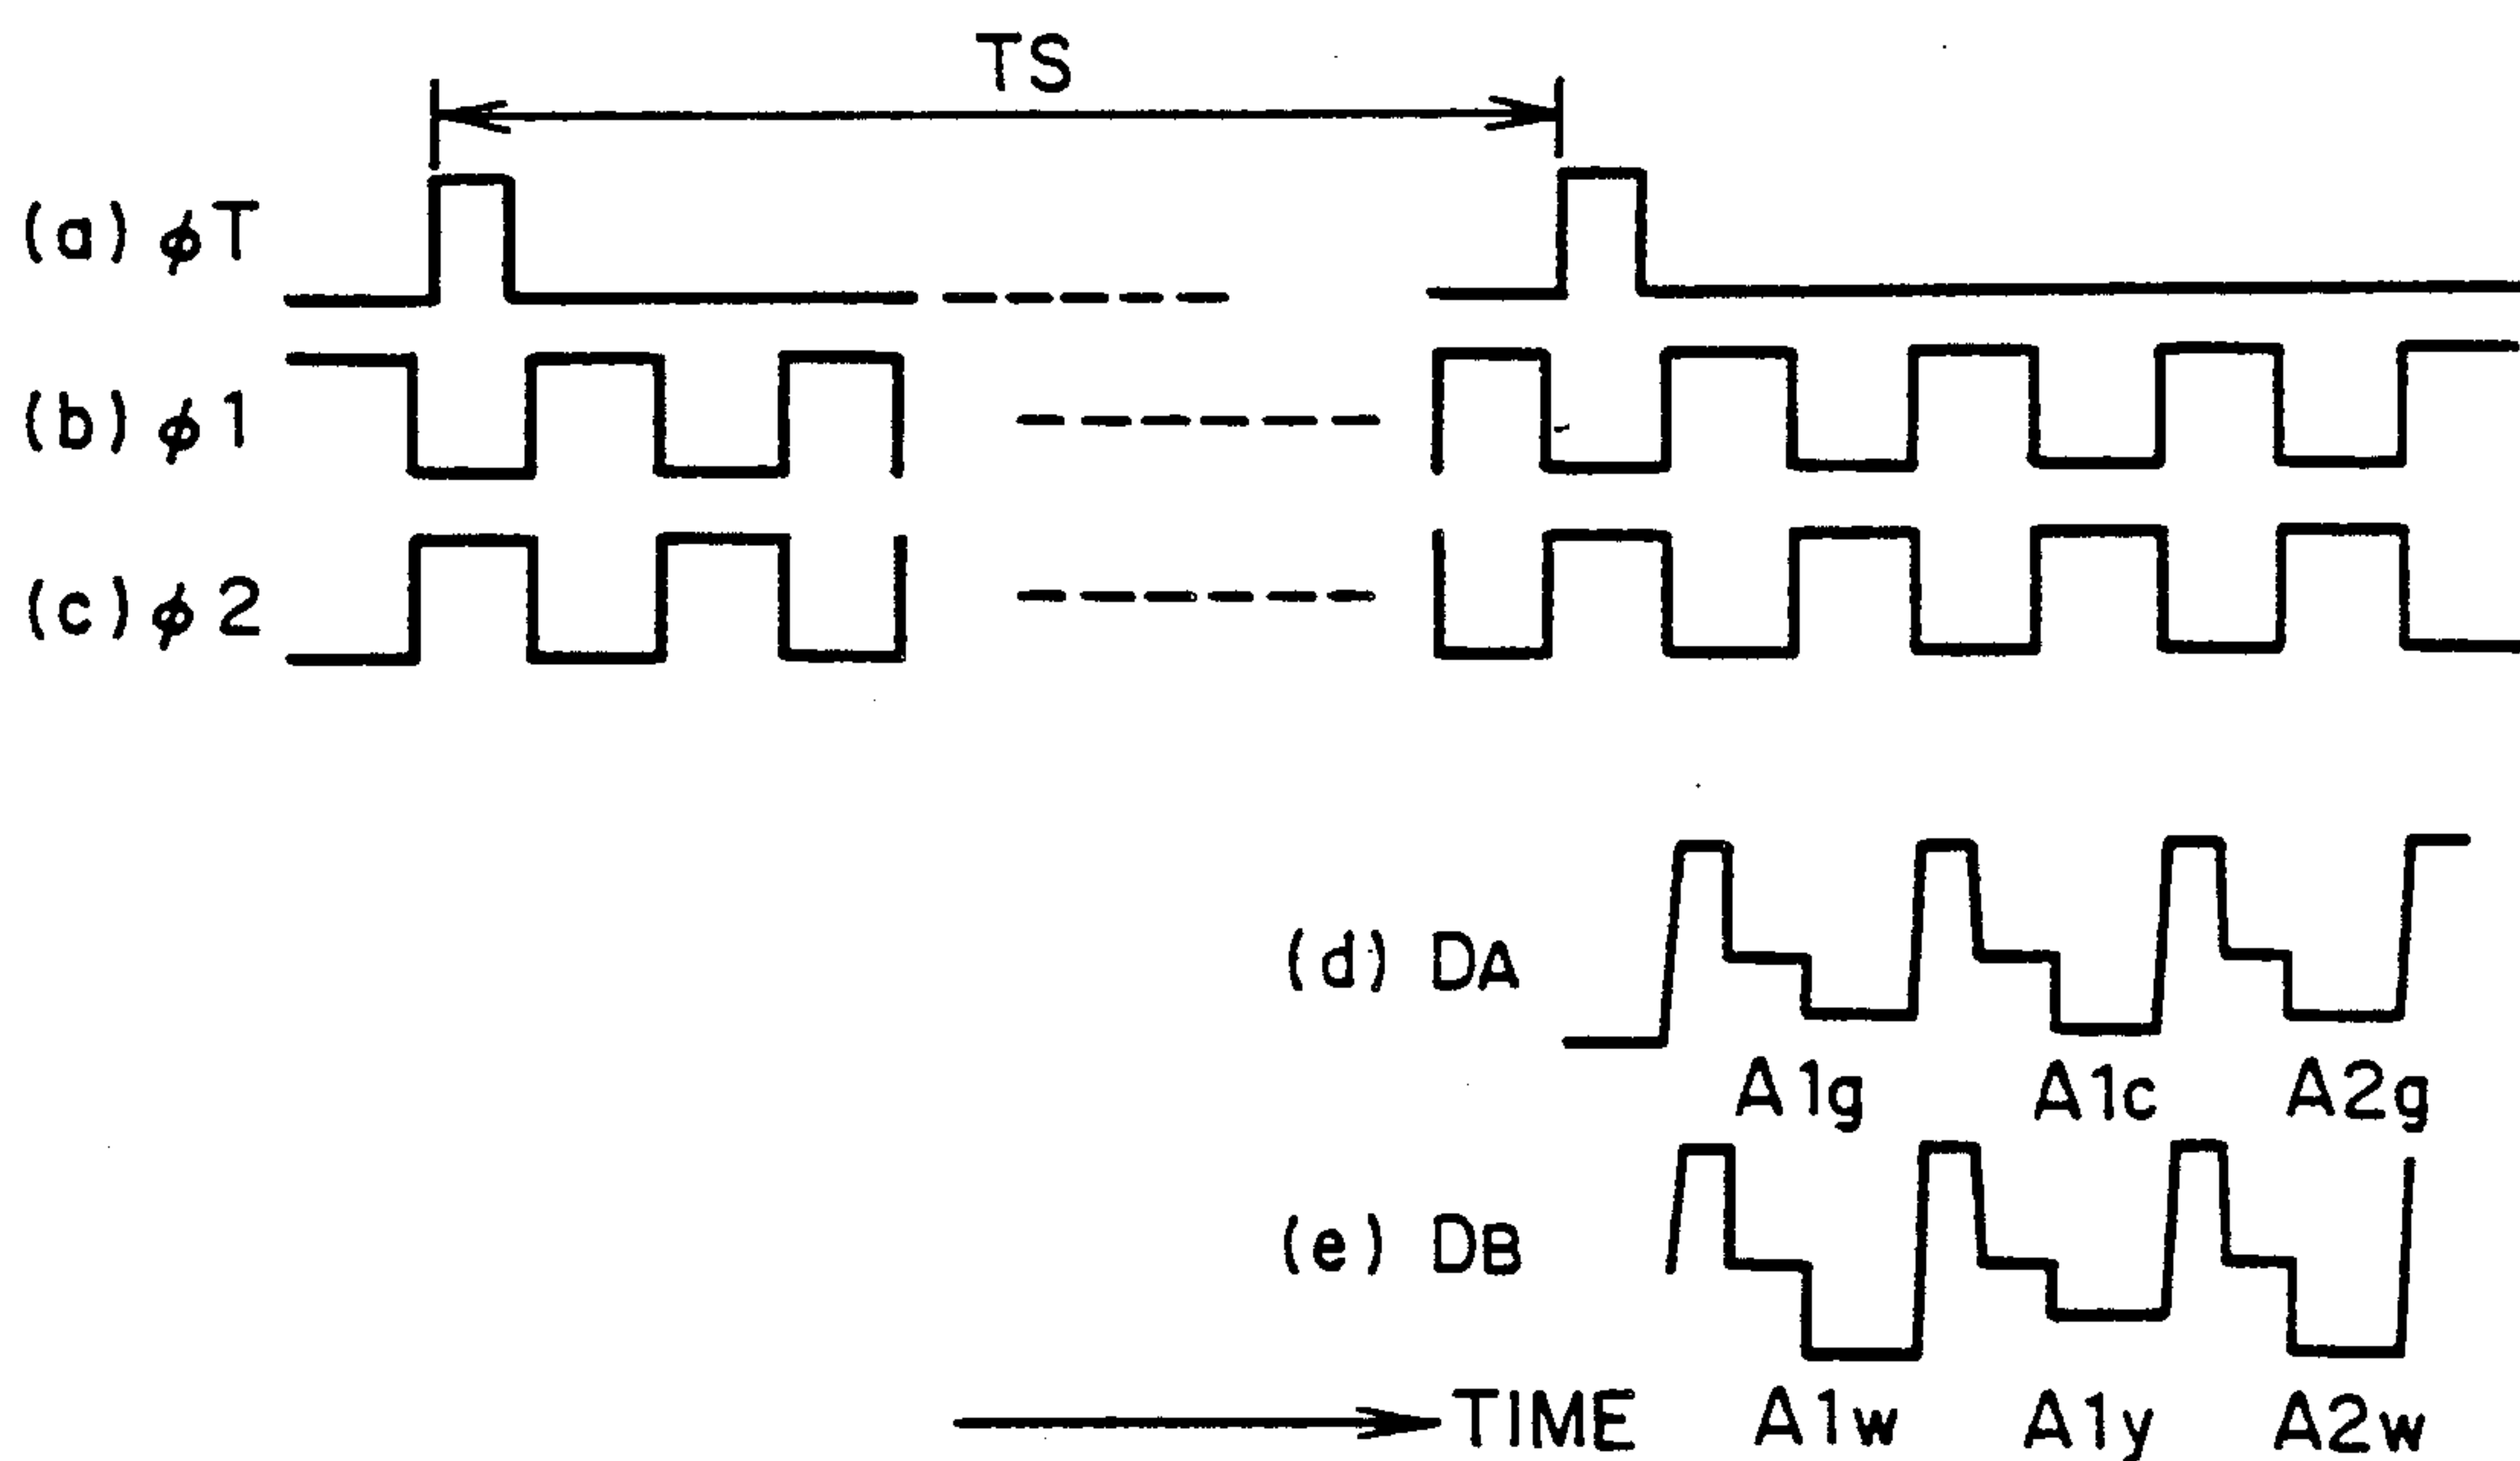 TS
(a) φT
(b) φ1
(c) φ2
(d) DA
A1g A1c A2g
(e) DB
TIME A1w A1y A2w